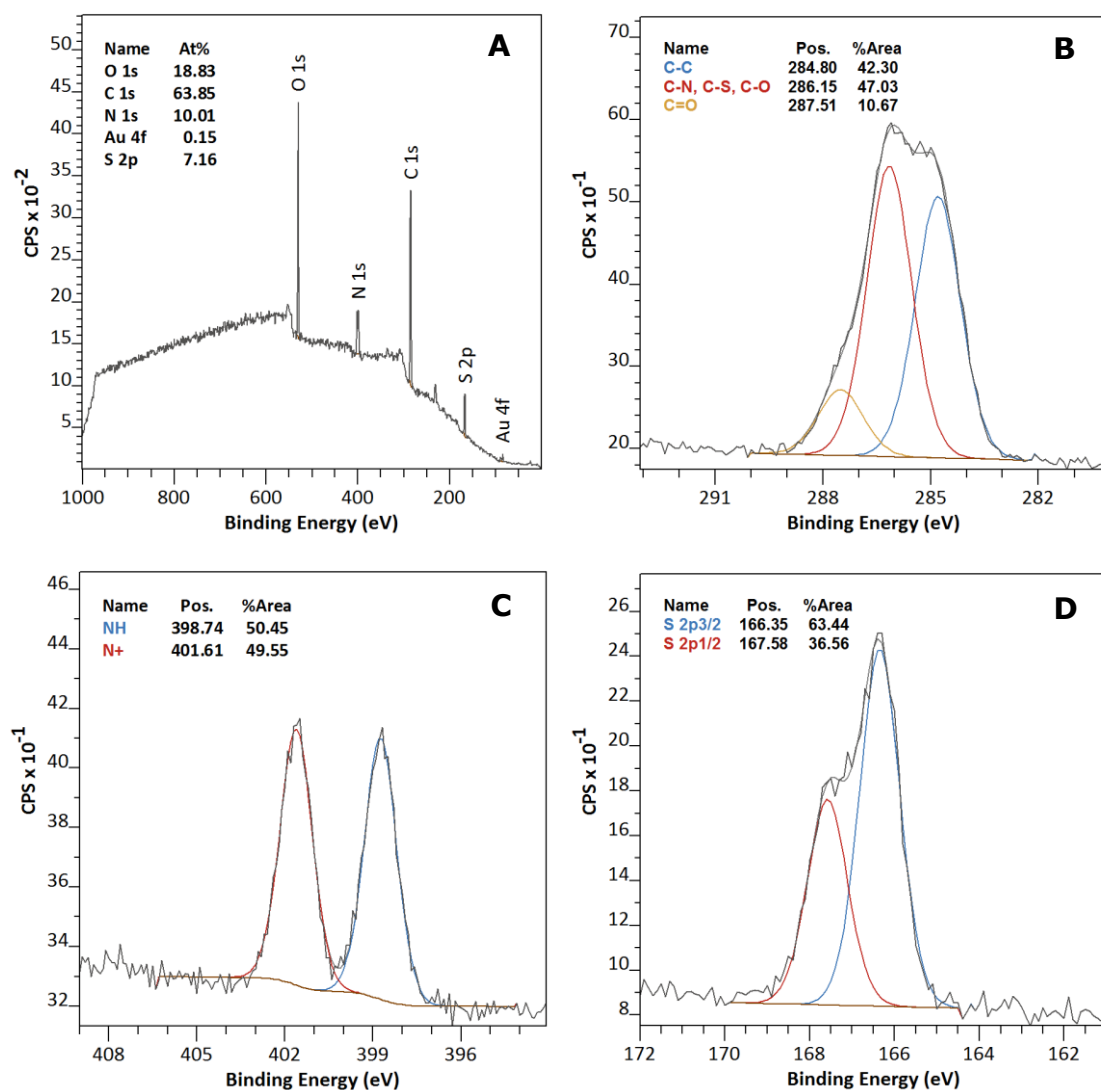 A
Name At%
O 1s 18.83
C 1s 63.85
N 1s 10.01
Au 4f 0.15
S 2p 7.16
O 1s
N 1s
C 1s
S 2p
Au 4f
50
45
40
35
30
25
20
15
10
5
CPS x 10-2
1000 800 600 400 200
Binding Energy (eV)
B
Name Pos. %Area
C-C 284.80 42.30
C-N, C-S, C-O 286.15 47.03
C=O 287.51 10.67
70
60
50
40
30
20
CPS x 10-1
291 288 285 282
Binding Energy (eV)
C
Name Pos. %Area
NH 398.74 50.45
N+ 401.61 49.55
46
44
41
40
38
36
34
32
CPS x 10-1
408 405 402 399 396
Binding Energy (eV)
D
Name Pos. %Area
S 2p3/2 166.35 63.44
S 2p1/2 167.58 36.56
26
24
22
20
18
16
14
12
10
8
CPS x 10-1
172 170 168 166 164 162
Binding Energy (eV)